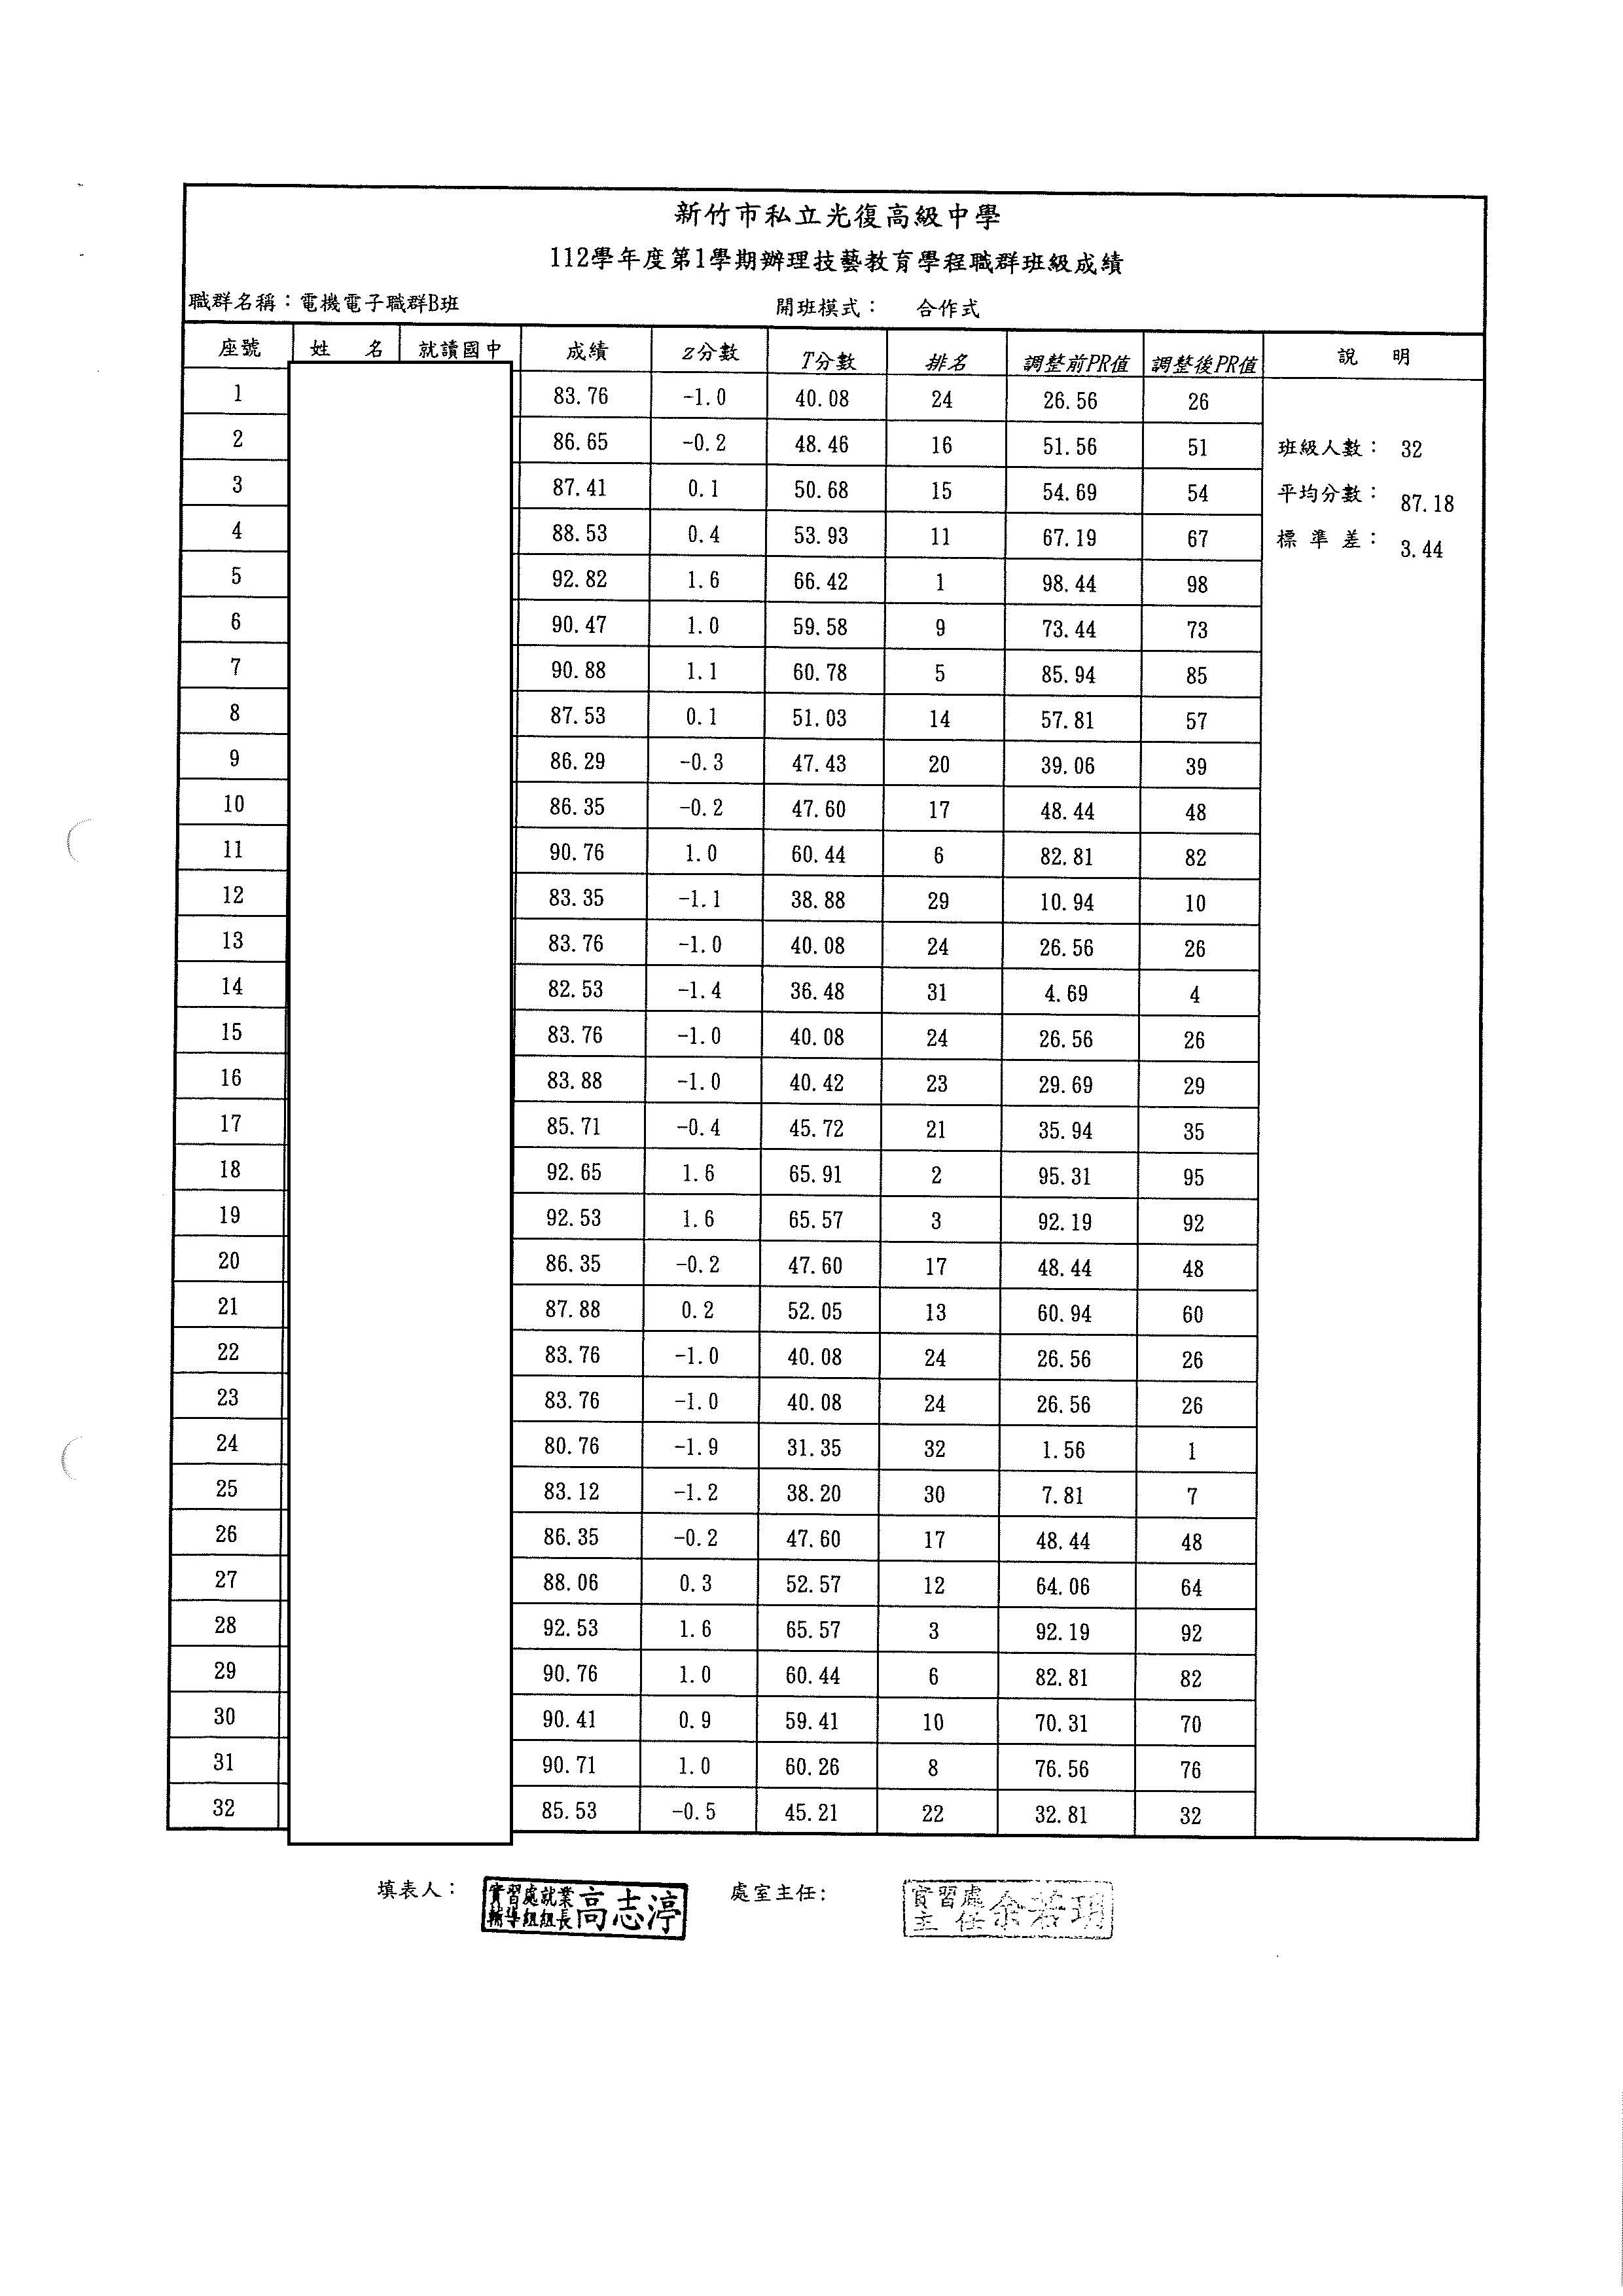 新竹市私立光復高級中學
112學年度第1學期辦理技藝教育學程職群班級成績
職群名稱：電機電子職群B班 開班模式： 合作式
座號 姓 名 就讀國中 成績 z分數 T分數 排名 調整前PR值 調整後PR值 說 明
1 83.76 -1.0 40.08 24 26.56 26
2 86.65 -0.2 48.46 16 51.56 51 班級人數： 32
3 87.41 0.1 50.68 15 54.69 54 平均分數： 87.18
4 88.53 0.4 53.93 11 67.19 67 標 準 差： 3.44
5 92.82 1.6 66.42 1 98.44 98
6 90.47 1.0 59.58 9 73.44 73
7 90.88 1.1 60.78 5 85.94 85
8 87.53 0.1 51.03 14 57.81 57
9 86.29 -0.3 47.43 20 39.06 39
10 86.35 -0.2 47.60 17 48.44 48
11 90.76 1.0 60.44 6 82.81 82
12 83.35 -1.1 38.88 29 10.94 10
13 83.76 -1.0 40.08 24 26.56 26
14 82.53 -1.4 36.48 31 4.69 4
15 83.76 -1.0 40.08 24 26.56 26
16 83.88 -1.0 40.42 23 29.69 29
17 85.71 -0.4 45.72 21 35.94 35
18 92.65 1.6 65.91 2 95.31 95
19 92.53 1.6 65.57 3 92.19 92
20 86.35 -0.2 47.60 17 48.44 48
21 87.88 0.2 52.05 13 60.94 60
22 83.76 -1.0 40.08 24 26.56 26
23 83.76 -1.0 40.08 24 26.56 26
24 80.76 -1.9 31.35 32 1.56 1
25 83.12 -1.2 38.20 30 7.81 7
26 86.35 -0.2 47.60 17 48.44 48
27 88.06 0.3 52.57 12 64.06 64
28 92.53 1.6 65.57 3 92.19 92
29 90.76 1.0 60.44 6 82.81 82
30 90.41 0.9 59.41 10 70.31 70
31 90.71 1.0 60.26 8 76.56 76
32 85.53 -0.5 45.21 22 32.81 32
填表人： 實習處就業輔導組組長 高志渟 處室主任： 實習處主任 余若玥